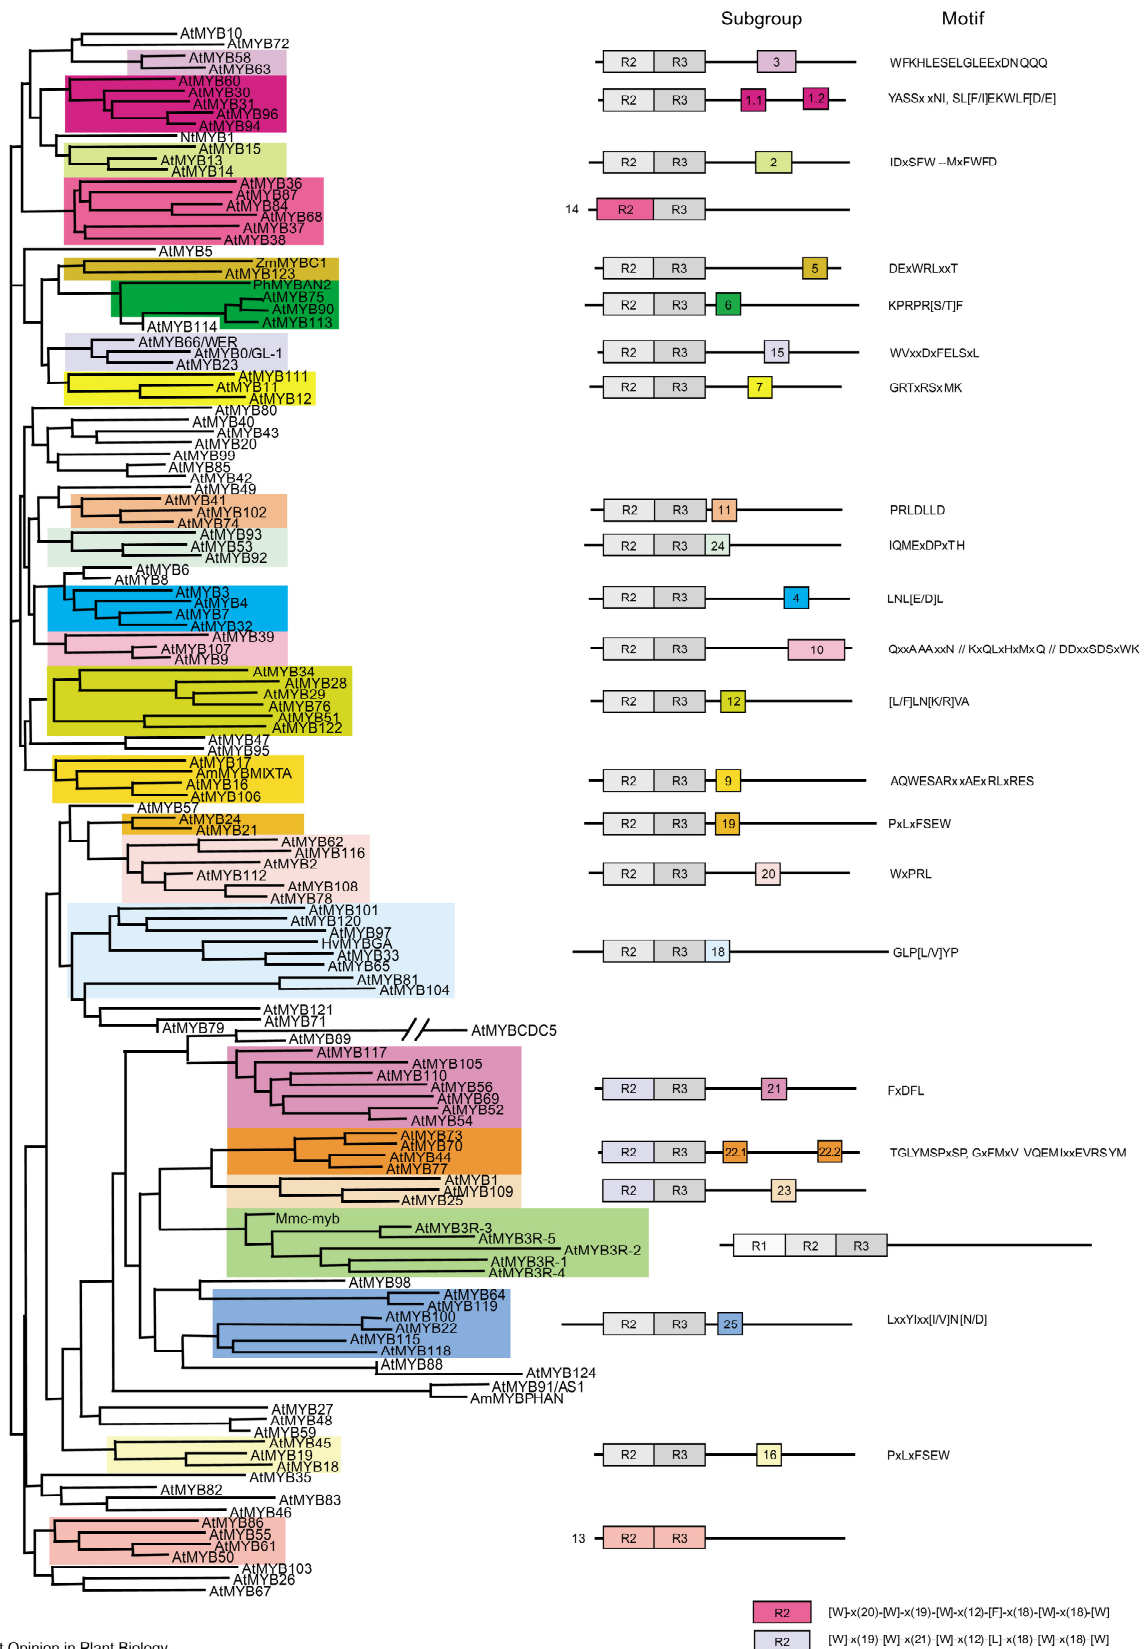 Subgroup Motif
AtMYB10
AtMYB72
AtMYB58
AtMYB63
R2 R3 3 WFKHLESELGLEExDNQQQ
AtMYB60
AtMYB30
AtMYB31
AtMYB96
AtMYB94
R2 R3 1.1 1.2 YASSxxNI, SL[F/I]EKWLF[D/E]
NtMYB1
AtMYB15
AtMYB13
AtMYB14
R2 R3 2 IDxSFW --MxFWFD
AtMYB36
AtMYB87
AtMYB84
AtMYB68
AtMYB37
AtMYB38
14 R2 R3
AtMYB5
ZmMYBC1
AtMYB123
R2 R3 5 DExWRLxxT
PhMYBAN2
AtMYB75
AtMYB90
AtMYB113
AtMYB114
R2 R3 6 KPRPR[S/T]F
AtMYB66/WER
AtMYB0/GL-1
AtMYB23
R2 R3 15 WVxxDxFELSxL
AtMYB111
AtMYB11
AtMYB12
R2 R3 7 GRTxRSxMK
AtMYB80
AtMYB40
AtMYB43
AtMYB20
AtMYB99
AtMYB85
AtMYB42
AtMYB49
AtMYB41
AtMYB102
AtMYB74
R2 R3 11 PRLDLLD
AtMYB93
AtMYB53
AtMYB92
R2 R3 24 IQMExDPxTH
AtMYB6
AtMYB8
AtMYB3
AtMYB4
AtMYB7
AtMYB32
R2 R3 4 LNL[E/D]L
AtMYB39
AtMYB107
AtMYB9
R2 R3 10 QxxAAAxxN // KxQLxHxMxQ // DDxxSDSxWK
AtMYB34
AtMYB28
AtMYB29
AtMYB76
AtMYB51
AtMYB122
R2 R3 12 [L/F]LN[K/R]VA
AtMYB47
AtMYB95
AtMYB17
AmMYBMIXTA
AtMYB16
AtMYB106
R2 R3 9 AQWESARxxAExRLxRES
AtMYB57
AtMYB24
AtMYB21
R2 R3 19 PxLxFSEW
AtMYB62
AtMYB116
AtMYB2
AtMYB112
AtMYB108
AtMYB78
R2 R3 20 WxPRL
AtMYB101
AtMYB120
AtMYB97
HvMYBGA
AtMYB33
AtMYB65
AtMYB81
AtMYB104
R2 R3 18 GLP[L/V]YP
AtMYB121
AtMYB71
AtMYB79
AtMYBCDC5
AtMYB89
AtMYB117
AtMYB105
AtMYB110
AtMYB56
AtMYB69
AtMYB52
AtMYB54
R2 R3 21 FxDFL
AtMYB73
AtMYB70
AtMYB44
AtMYB77
R2 R3 22.1 22.2 TGLYMSPxSP, GxFMxV VQEMIxxEVRSYM
AtMYB1
AtMYB109
AtMYB25
R2 R3 23
Mmc-myb
AtMYB3R-3
AtMYB3R-5
AtMYB3R-2
AtMYB3R-1
AtMYB3R-4
R1 R2 R3
AtMYB98
AtMYB64
AtMYB119
AtMYB100
AtMYB22
AtMYB115
AtMYB118
R2 R3 25 LxxYIxx[I/V]N[N/D]
AtMYB88
AtMYB124
AtMYB91/AS1
AmMYBPHAN
AtMYB27
AtMYB48
AtMYB59
AtMYB45
AtMYB19
AtMYB18
R2 R3 16 PxLxFSEW
AtMYB35
AtMYB82
AtMYB83
AtMYB46
AtMYB86
AtMYB55
AtMYB61
AtMYB50
13 R2 R3
AtMYB103
AtMYB26
AtMYB67
R2 [W]-x(20)-[W]-x(19)-[W]-x(12)-[F]-x(18)-[W]-x(18)-[W]
R2 [W] x(19) [W] x(21) [W] x(12) [L] x(18) [W] x(18) [W]
t Opinion in Plant Biology